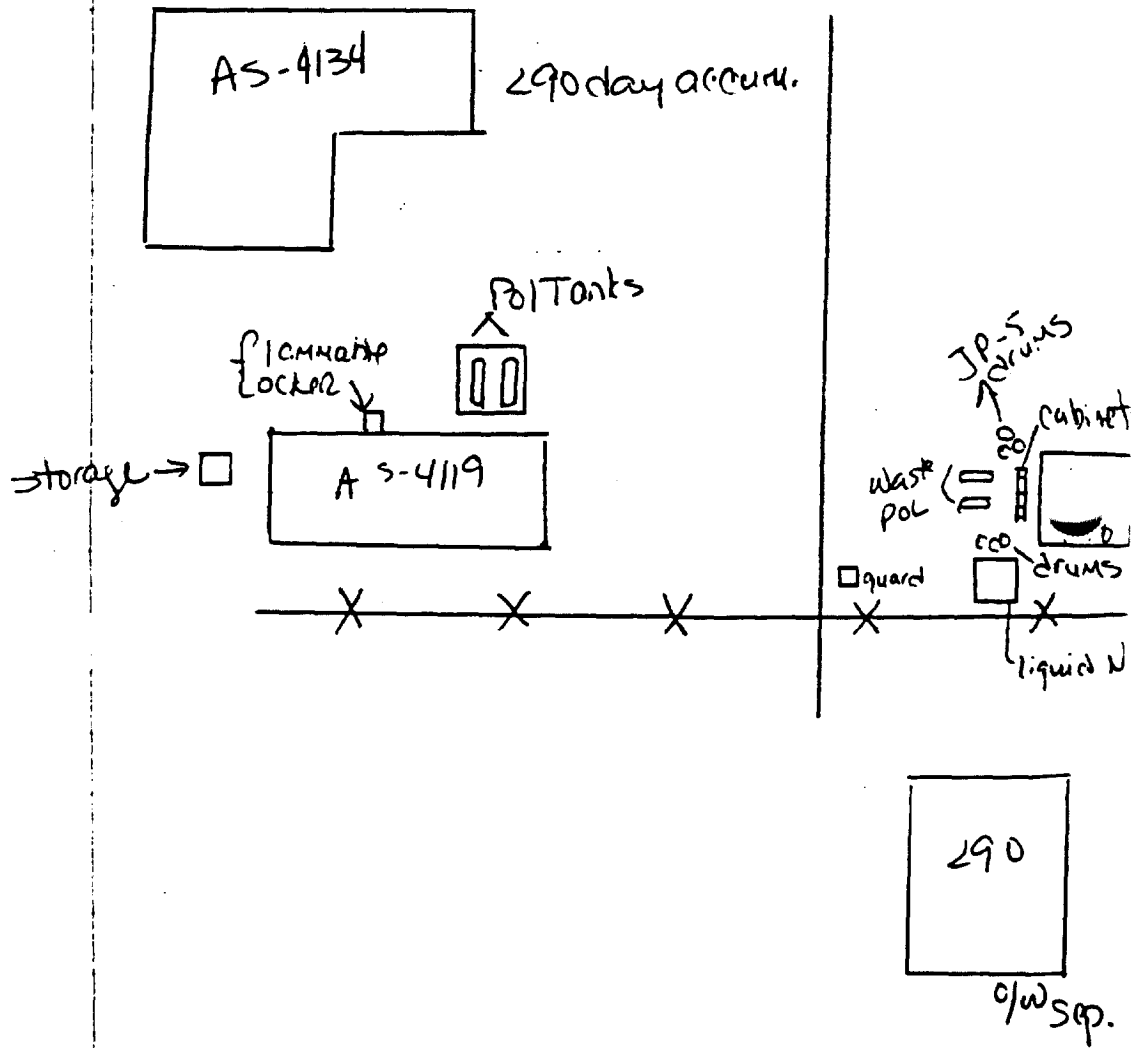 AS-4134
<90 day accum.
Pol Tanks
flammable
Locker
storage
AS-4119
JP-5
drums
cabinet
waste
POL
drums
guard
liquid N
<90
o/w sep.